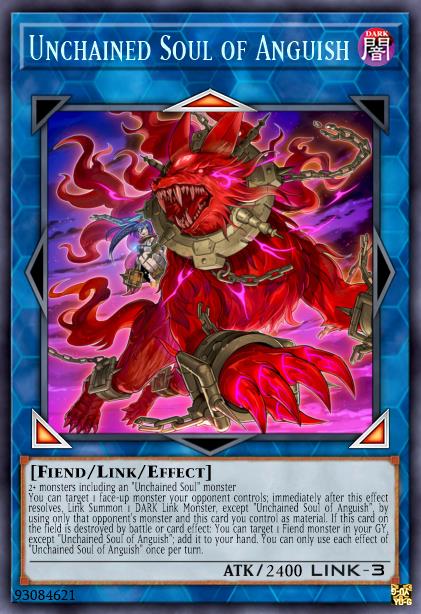 Unchained Soul of Anguish
DARK
闇
[Fiend/Link/Effect]
2+ monsters including an "Unchained Soul" monster
You can target 1 face-up monster your opponent controls; immediately after this effect
resolves, Link Summon 1 DARK Link Monster, except "Unchained Soul of Anguish", by
using only that opponent's monster and this card you control as material. If this card on
the field is destroyed by battle or card effect: You can target 1 Fiend monster in your GY,
except "Unchained Soul of Anguish"; add it to your hand. You can only use each effect of
"Unchained Soul of Anguish" once per turn.
ATK/2400 LINK-3
93084621